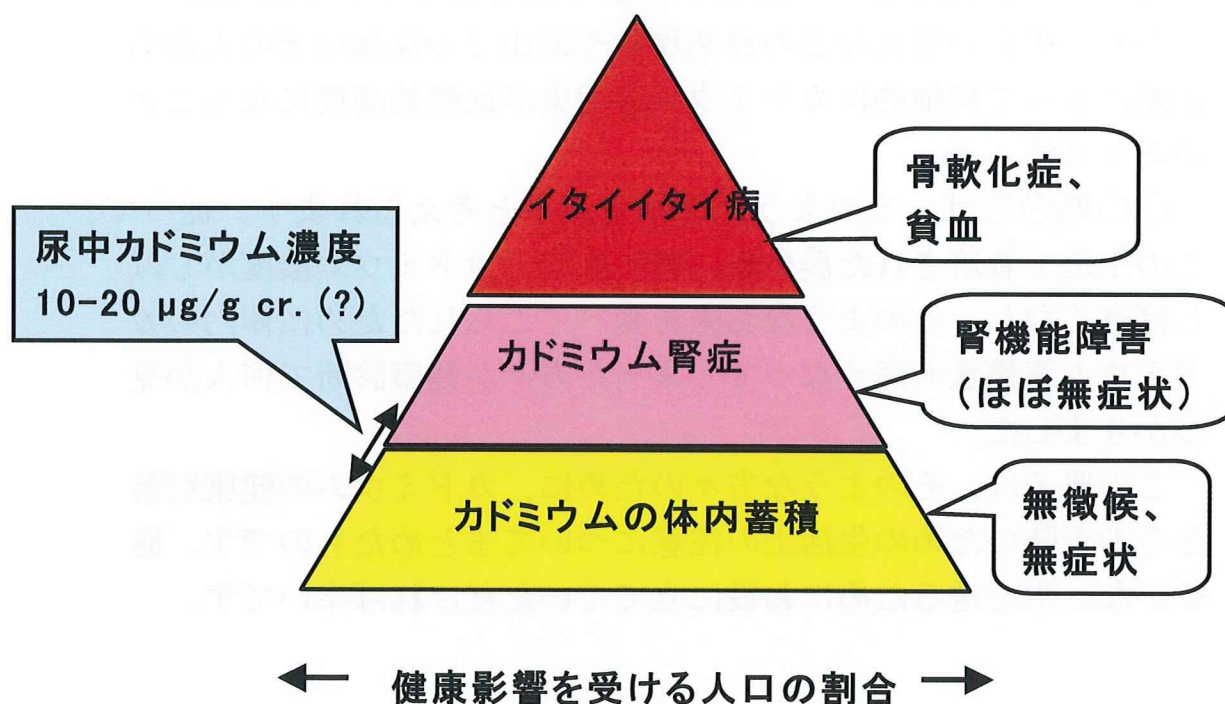 イタイイタイ病
骨軟化症、
貧血
尿中カドミウム濃度
10-20 μg/g cr. (?)
カドミウム腎症
腎機能障害
（ほぼ無症状）
カドミウムの体内蓄積
無徴候、
無症状
健康影響を受ける人口の割合